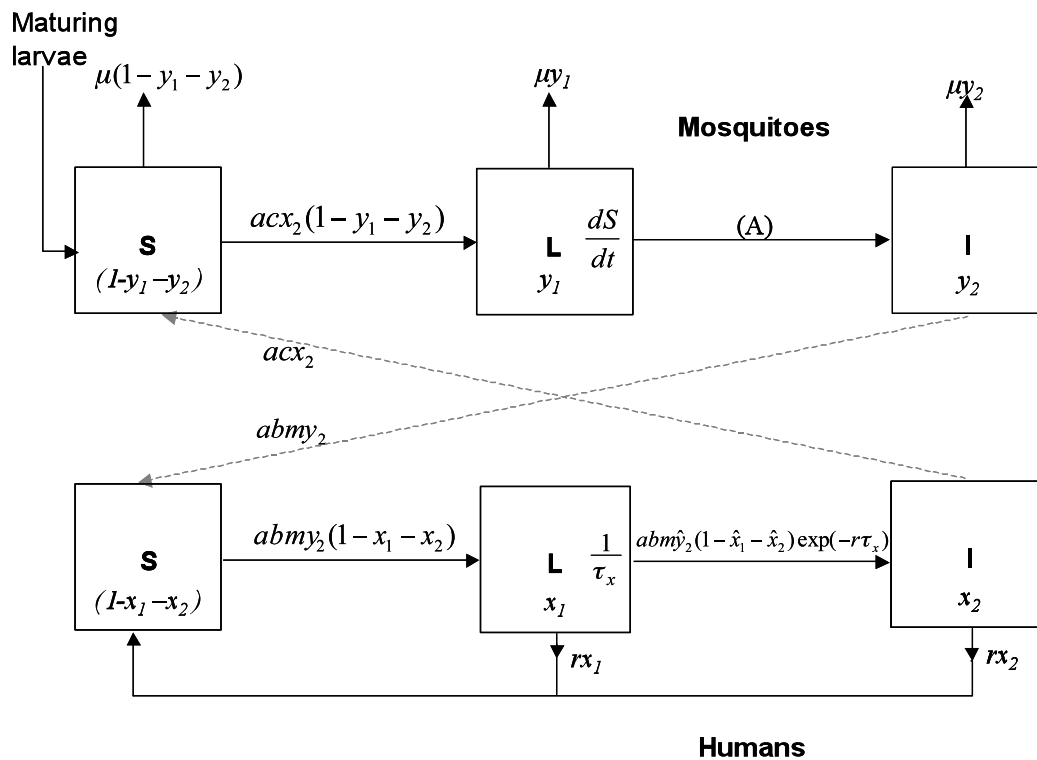 Maturing
larvae
μ(1 − y₁ − y₂)
μy₁
μy₂
Mosquitoes
S
(1-y₁ –y₂)
acx₂(1 − y₁ − y₂)
L
y₁
dS
dt
(A)
I
y₂
acx₂
abmy₂
S
(1-x₁ –x₂)
abmy₂(1 − x₁ − x₂)
L
x₁
1
τₓ
abmŷ₂(1 − x̂₁ − x̂₂) exp(−rτₓ)
I
x₂
rx₁
rx₂
Humans